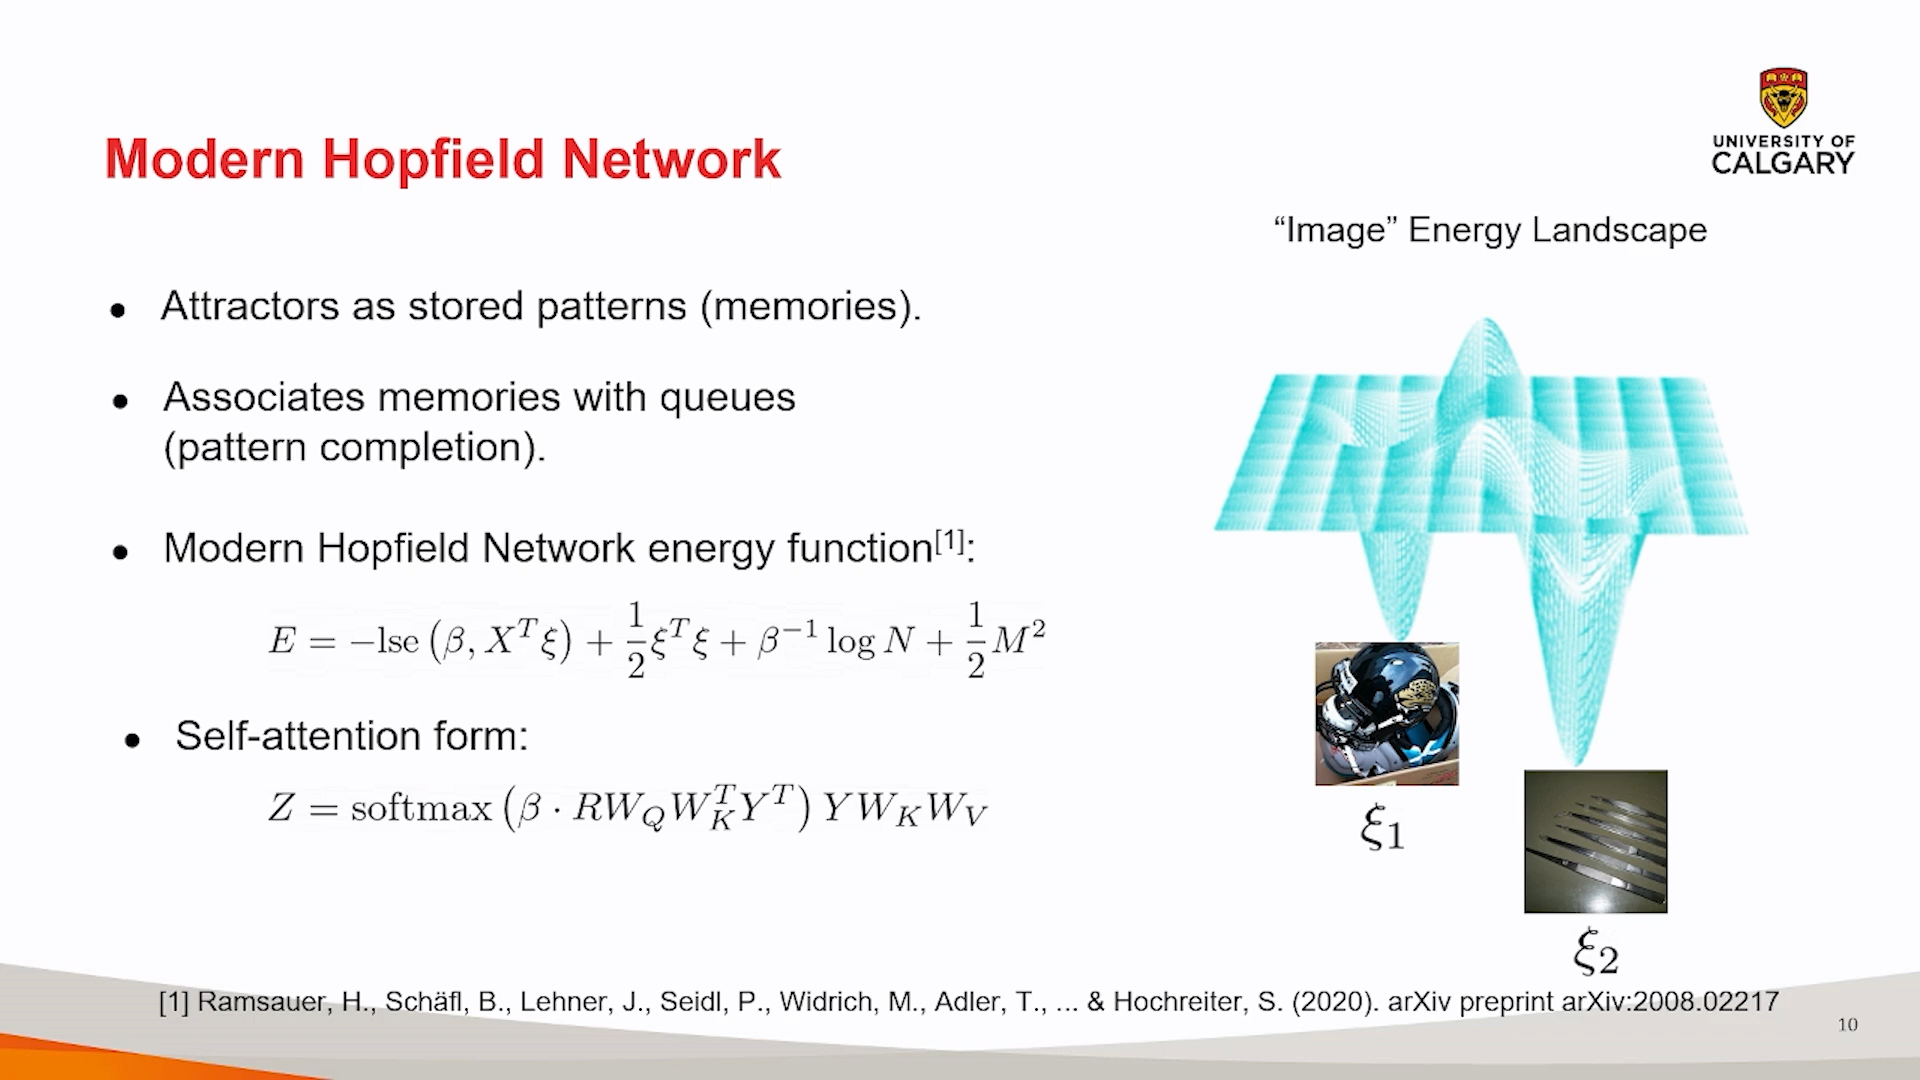 UNIVERSITY OF
CALGARY
Modern Hopfield Network
“Image” Energy Landscape
● Attractors as stored patterns (memories).
● Associates memories with queues
(pattern completion).
● Modern Hopfield Network energy function[1]:
E = −lse (β, X^T ξ) + 1/2 ξ^T ξ + β^−1 log N + 1/2 M^2
● Self-attention form:
Z = softmax (β · RW_Q W_K^T Y^T) Y W_K W_V
ξ1
ξ2
[1] Ramsauer, H., Schäfl, B., Lehner, J., Seidl, P., Widrich, M., Adler, T., ... & Hochreiter, S. (2020). arXiv preprint arXiv:2008.02217
10